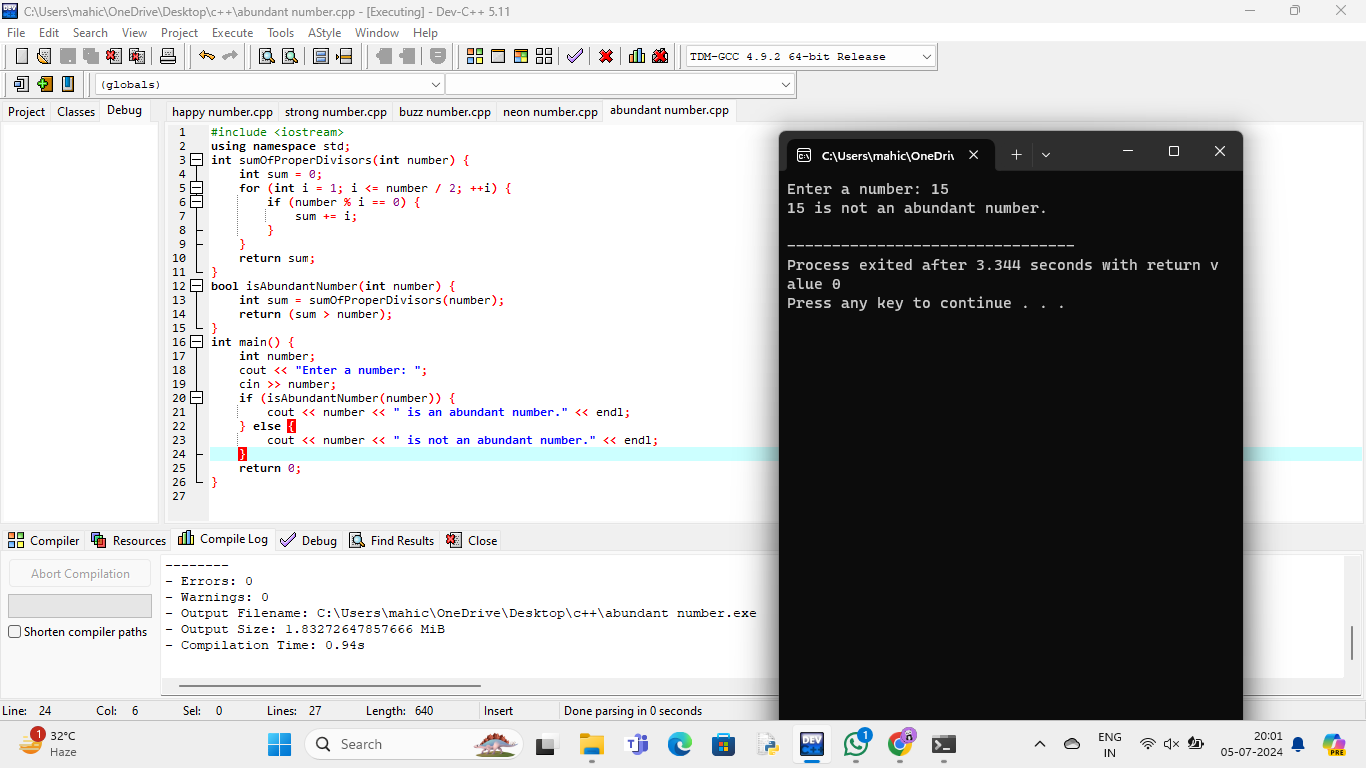 C:\Users\mahic\OneDrive\Desktop\c++\abundant number.cpp - [Executing] - Dev-C++ 5.11
File Edit Search View Project Execute Tools AStyle Window Help
TDM-GCC 4.9.2 64-bit Release
(globals)
Project Classes Debug
happy number.cpp strong number.cpp buzz number.cpp neon number.cpp abundant number.cpp
1 #include <iostream>
2 using namespace std;
3 int sumOfProperDivisors(int number) {
4 int sum = 0;
5 for (int i = 1; i <= number / 2; ++i) {
6 if (number % i == 0) {
7 sum += i;
8 }
9 }
10 return sum;
11 }
12 bool isAbundantNumber(int number) {
13 int sum = sumOfProperDivisors(number);
14 return (sum > number);
15 }
16 int main() {
17 int number;
18 cout << "Enter a number: ";
19 cin >> number;
20 if (isAbundantNumber(number)) {
21 cout << number << " is an abundant number." << endl;
22 } else {
23 cout << number << " is not an abundant number." << endl;
24 }
25 return 0;
26 }
27
C:\Users\mahic\OneDri
Enter a number: 15
15 is not an abundant number.
--------------------------------
Process exited after 3.344 seconds with return v
alue 0
Press any key to continue . . .
Compiler Resources Compile Log Debug Find Results Close
Abort Compilation
Shorten compiler paths
--------
- Errors: 0
- Warnings: 0
- Output Filename: C:\Users\mahic\OneDrive\Desktop\c++\abundant number.exe
- Output Size: 1.83272647857666 MiB
- Compilation Time: 0.94s
Line: 24 Col: 6 Sel: 0 Lines: 27 Length: 640 Insert Done parsing in 0 seconds
1
32°C
Haze
Search
DEV
1
ENG
IN
20:01
05-07-2024
PRE